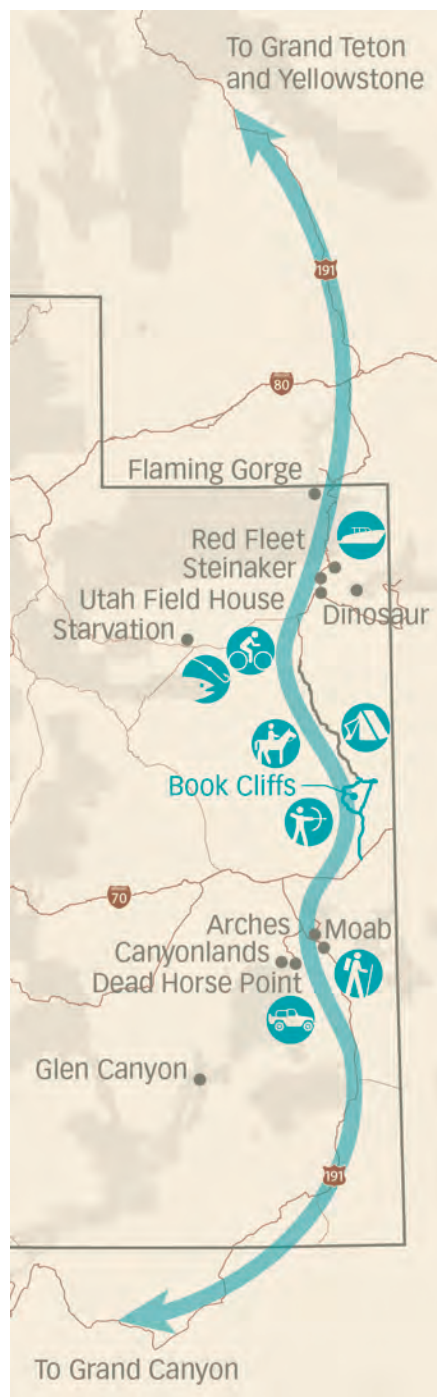 To Grand Teton
and Yellowstone
191
80
Flaming Gorge
Red Fleet
Steinaker
Utah Field House
Dinosaur
Starvation
Book Cliffs
70
Arches
Moab
Canyonlands
Dead Horse Point
Glen Canyon
191
To Grand Canyon